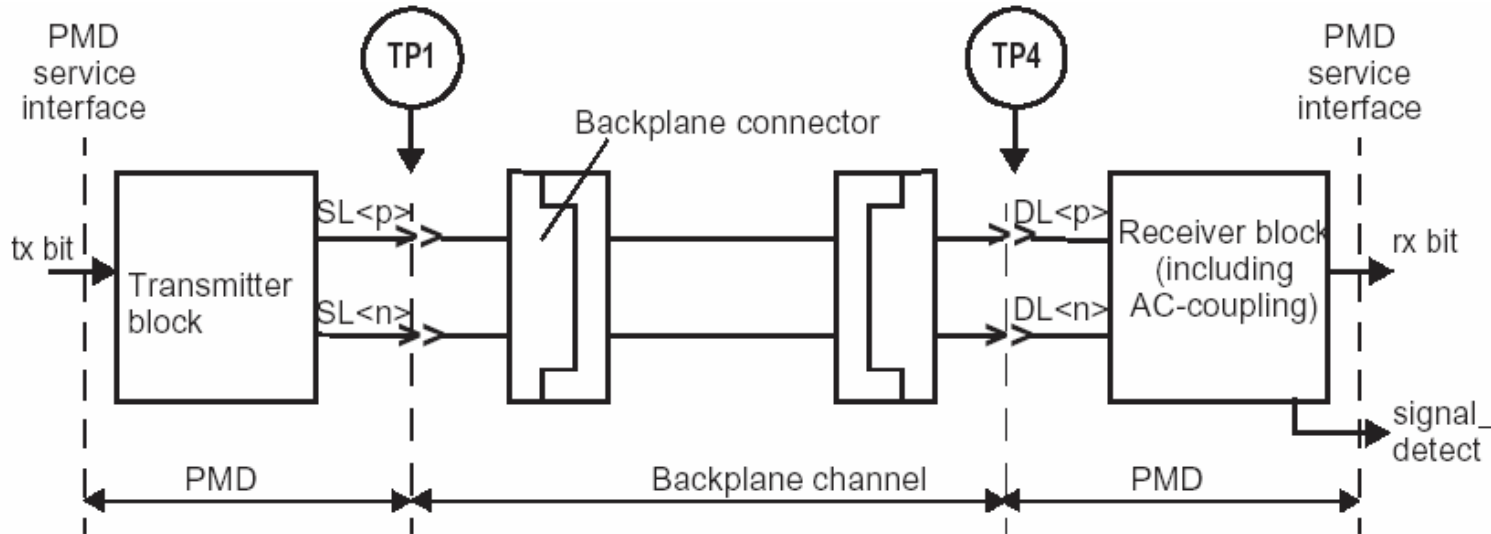 PMD
service
interface
TP1
TP4
PMD
service
interface
Backplane connector
SL<p>
DL<p>
tx bit
Transmitter
block
Receiver block
(including
AC-coupling)
rx bit
SL<n>
DL<n>
signal_
detect
PMD
Backplane channel
PMD